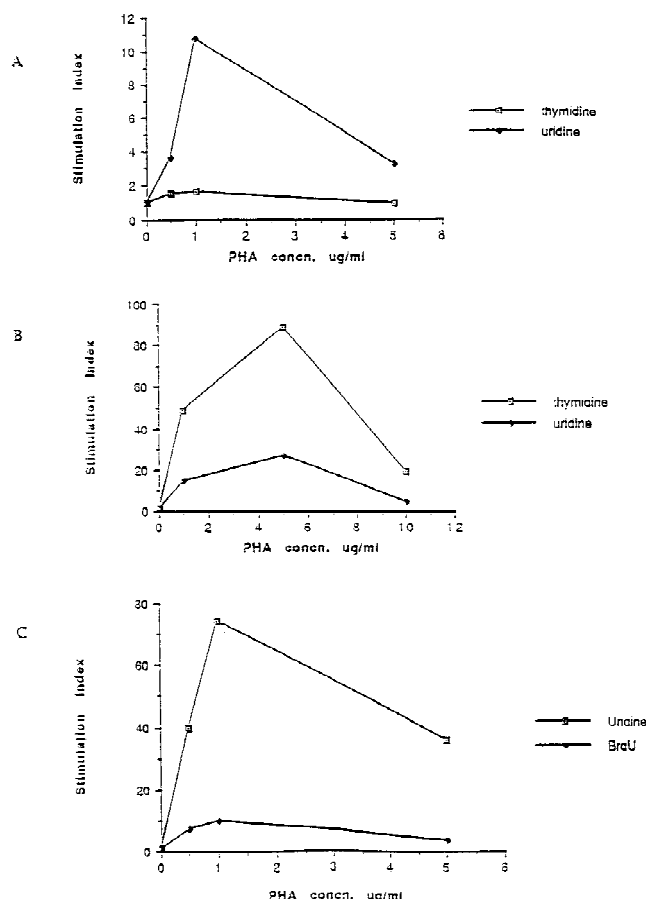 A
Stimulation Index
12
10
8
6
4
2
0
0 1 2 3 4 5 6
PHA concn. ug/ml
thymidine
uridine
B
Stimulation Index
100
80
60
40
20
0
0 2 4 6 8 10 12
PHA concn. ug/ml
thymidine
uridine
C
Stimulation Index
80
60
40
20
0
0 1 2 3 4 5 6
PHA concn. ug/ml
Uridine
BrdU